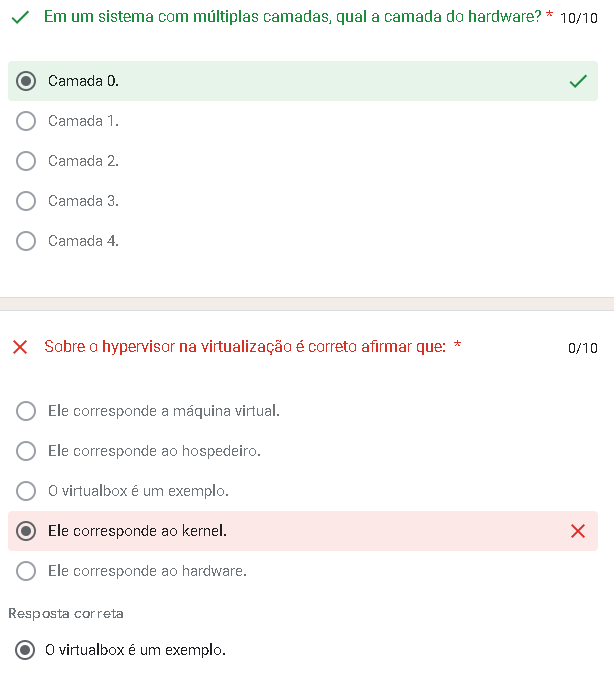 Em um sistema com múltiplas camadas, qual a camada do hardware? * 10/10
Camada 0.
Camada 1.
Camada 2.
Camada 3.
Camada 4.
Sobre o hypervisor na virtualização é correto afirmar que: * 0/10
Ele corresponde a máquina virtual.
Ele corresponde ao hospedeiro.
O virtualbox é um exemplo.
Ele corresponde ao kernel.
Ele corresponde ao hardware.
Resposta correta
O virtualbox é um exemplo.